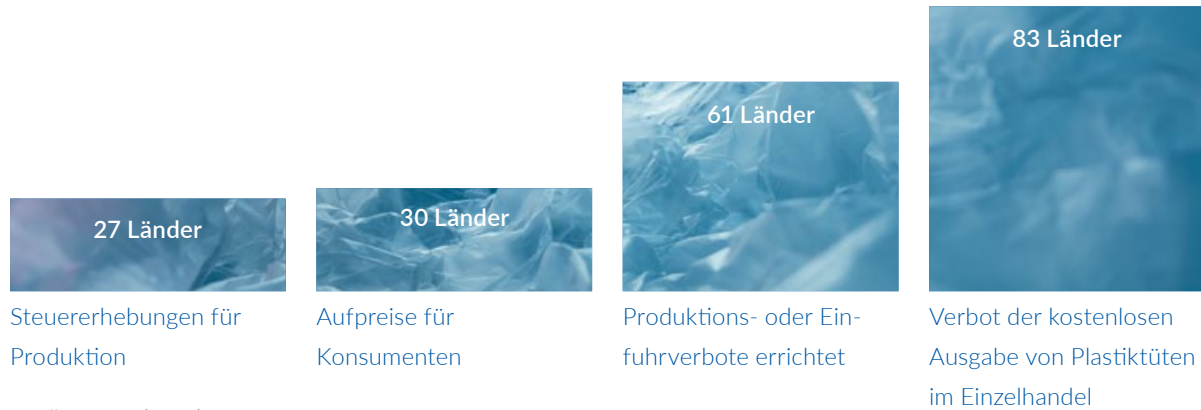 27 Länder
Steuererhebungen für
Produktion
30 Länder
Aufpreise für
Konsumenten
61 Länder
Produktions- oder Ein-
fuhrverbote errichtet
83 Länder
Verbot der kostenlosen
Ausgabe von Plastiktüten
im Einzelhandel